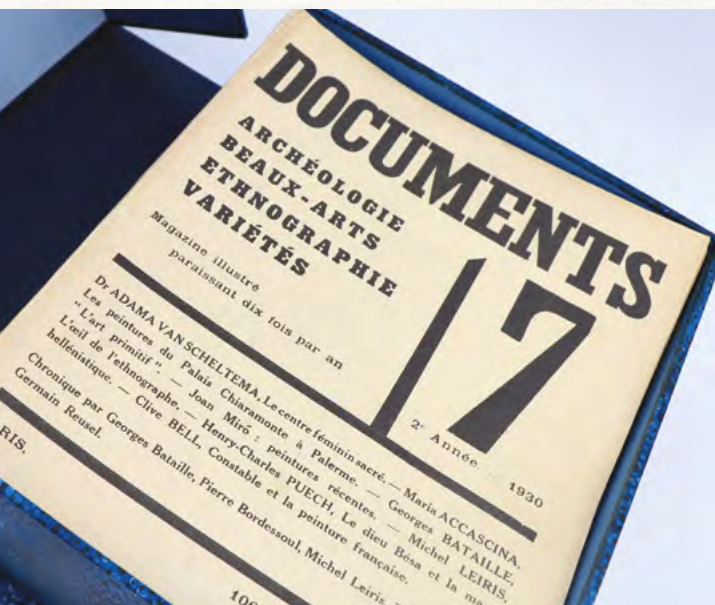 DOCUMENTS
ARCHÉOLOGIE
BEAUX-ARTS
ETHNOGRAPHIE
VARIÉTÉS
Magazine illustré
paraissant dix fois par an
7
2e Année 1930
Dr ADAMA VAN SCHELTEMA, Le centre féminin sacré. — Maria ACCASCINA,
Les peintures du Palais Chiaramonte à Palerme. — Georges BATAILLE,
“ L'art primitif ”. — Joan Miró : peintures récentes. — Michel LEIRIS,
L'œil de l'ethnographe. — Henry-Charles PUECH, Le dieu Bésa et la
hellénistique. — Clive BELL, Constable et la peinture française.
Chronique par Georges Bataille, Pierre Bordessoul, Michel Leiris
Germain Reusel.